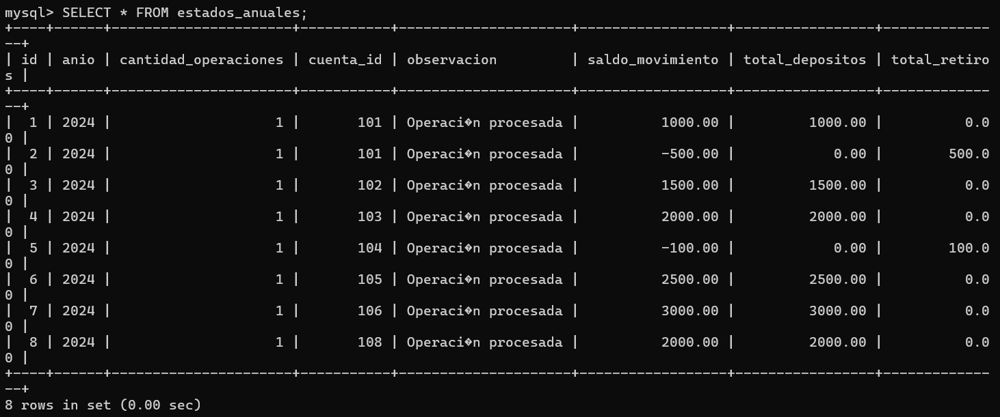 mysql> SELECT * FROM estados_anuales;
+----+------+----------------------+-----------+---------------------+------------------+-----------------+-------------
--+
| id | anio | cantidad_operaciones | cuenta_id | observacion         | saldo_movimiento | total_depositos | total_retiro
s |
+----+------+----------------------+-----------+---------------------+------------------+-----------------+-------------
--+
|  1 | 2024 |                    1 |       101 | Operaci�n procesada |          1000.00 |         1000.00 |          0.0
0 |
|  2 | 2024 |                    1 |       101 | Operaci�n procesada |          -500.00 |            0.00 |        500.0
0 |
|  3 | 2024 |                    1 |       102 | Operaci�n procesada |          1500.00 |         1500.00 |          0.0
0 |
|  4 | 2024 |                    1 |       103 | Operaci�n procesada |          2000.00 |         2000.00 |          0.0
0 |
|  5 | 2024 |                    1 |       104 | Operaci�n procesada |          -100.00 |            0.00 |        100.0
0 |
|  6 | 2024 |                    1 |       105 | Operaci�n procesada |          2500.00 |         2500.00 |          0.0
0 |
|  7 | 2024 |                    1 |       106 | Operaci�n procesada |          3000.00 |         3000.00 |          0.0
0 |
|  8 | 2024 |                    1 |       108 | Operaci�n procesada |          2000.00 |         2000.00 |          0.0
0 |
+----+------+----------------------+-----------+---------------------+------------------+-----------------+-------------
--+
8 rows in set (0.00 sec)